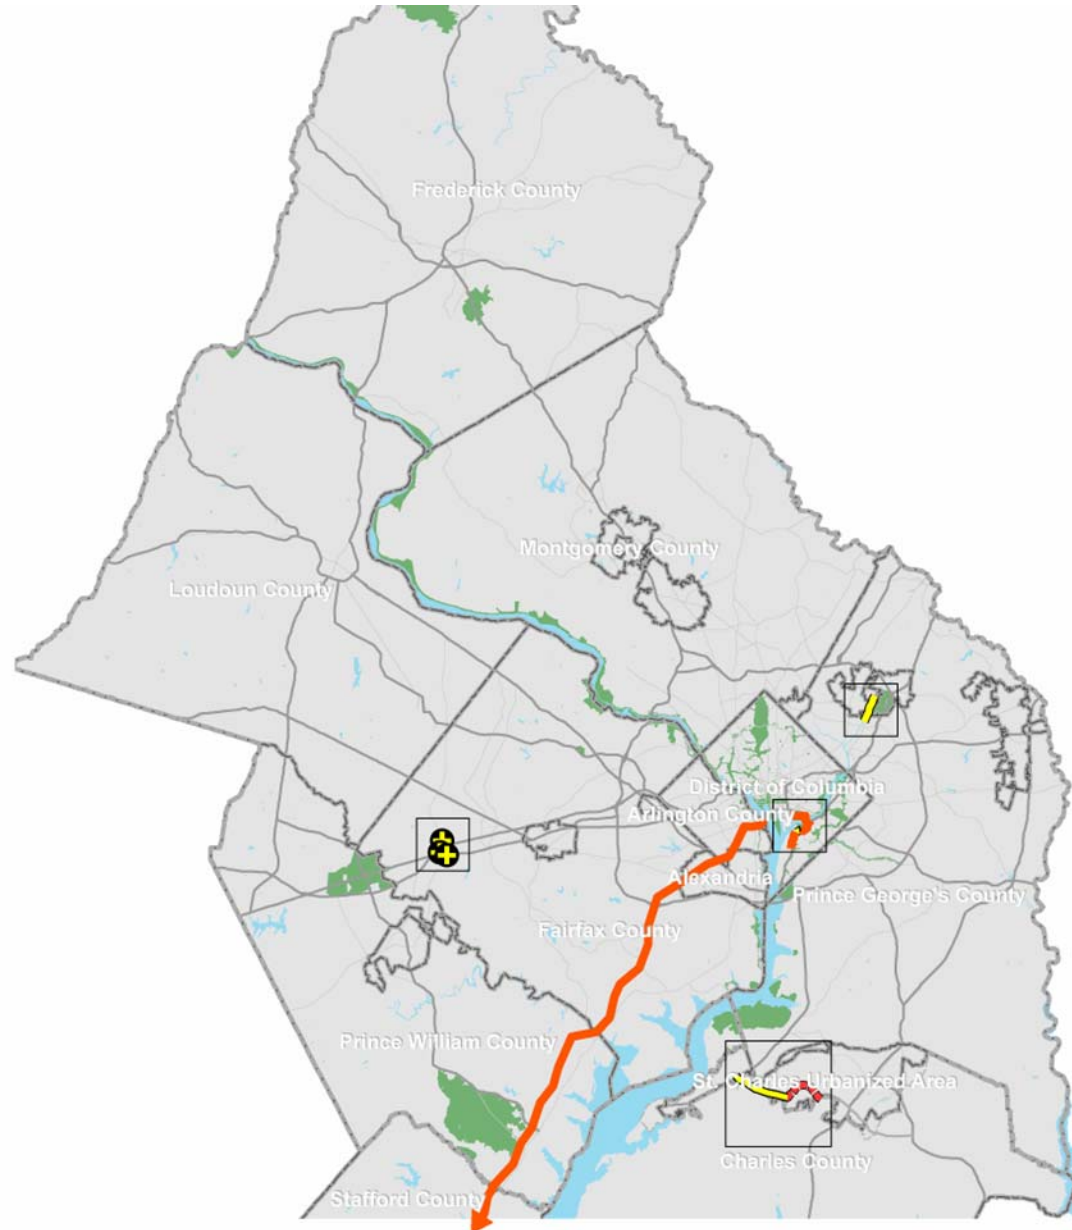 Frederick County
Montgomery County
Loudoun County
District of Columbia
Arlington County
Alexandria
Prince George's County
Fairfax County
Prince William County
St. Charles Urbanized Area
Charles County
Stafford County